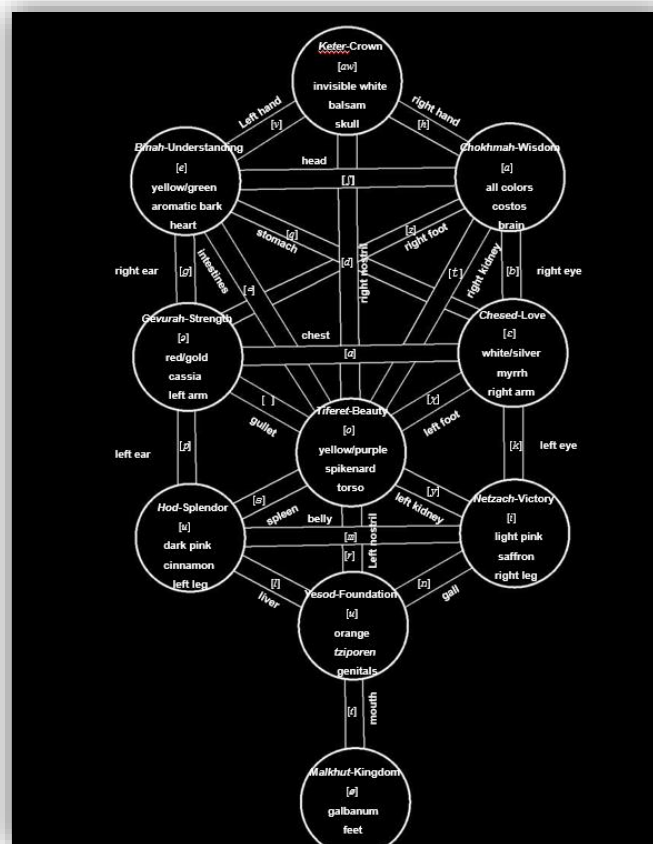 Keter-Crown
[aw]
invisible white
balsam
skull
Left hand
[v]
right hand
[h]
Binah-Understanding
[e]
yellow/green
aromatic bark
heart
head
[ʃ]
Chokhmah-Wisdom
[a]
all colors
costos
brain
[q]
stomach
[z]
right foot
[d]
right nostril
right ear
[g]
intestines
[t]
right kidney
[b]
right eye
Gevurah-Strength
[ə]
red/gold
cassia
left arm
chest
[a]
Chesed-Love
[ɛ]
white/silver
myrrh
right arm
[ ]
gullet
[χ]
left foot
Tiferet-Beauty
[o]
yellow/purple
spikenard
torso
left ear
[p]
[k]
left eye
[s]
spleen
[y]
left kidney
Hod-Splendor
[u]
dark pink
cinnamon
left leg
belly
[m]
Left nostril
[r]
Netzach-Victory
[i]
light pink
saffron
right leg
[l]
liver
[n]
gall
Yesod-Foundation
[u]
orange
tziporen
genitals
[t]
mouth
Malkhut-Kingdom
[ø]
galbanum
feet